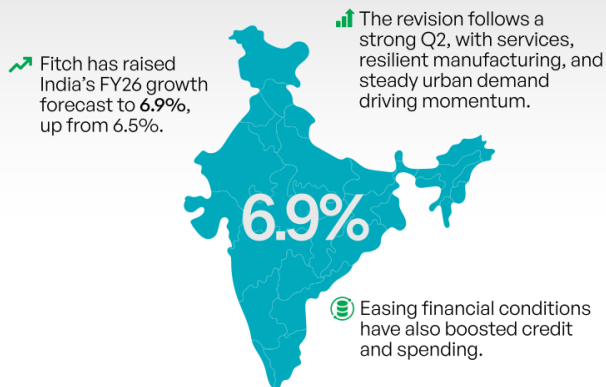 Fitch has raised
India's FY26 growth
forecast to 6.9%,
up from 6.5%.
The revision follows a
strong Q2, with services,
resilient manufacturing, and
steady urban demand
driving momentum.
6.9%
Easing financial conditions
have also boosted credit
and spending.